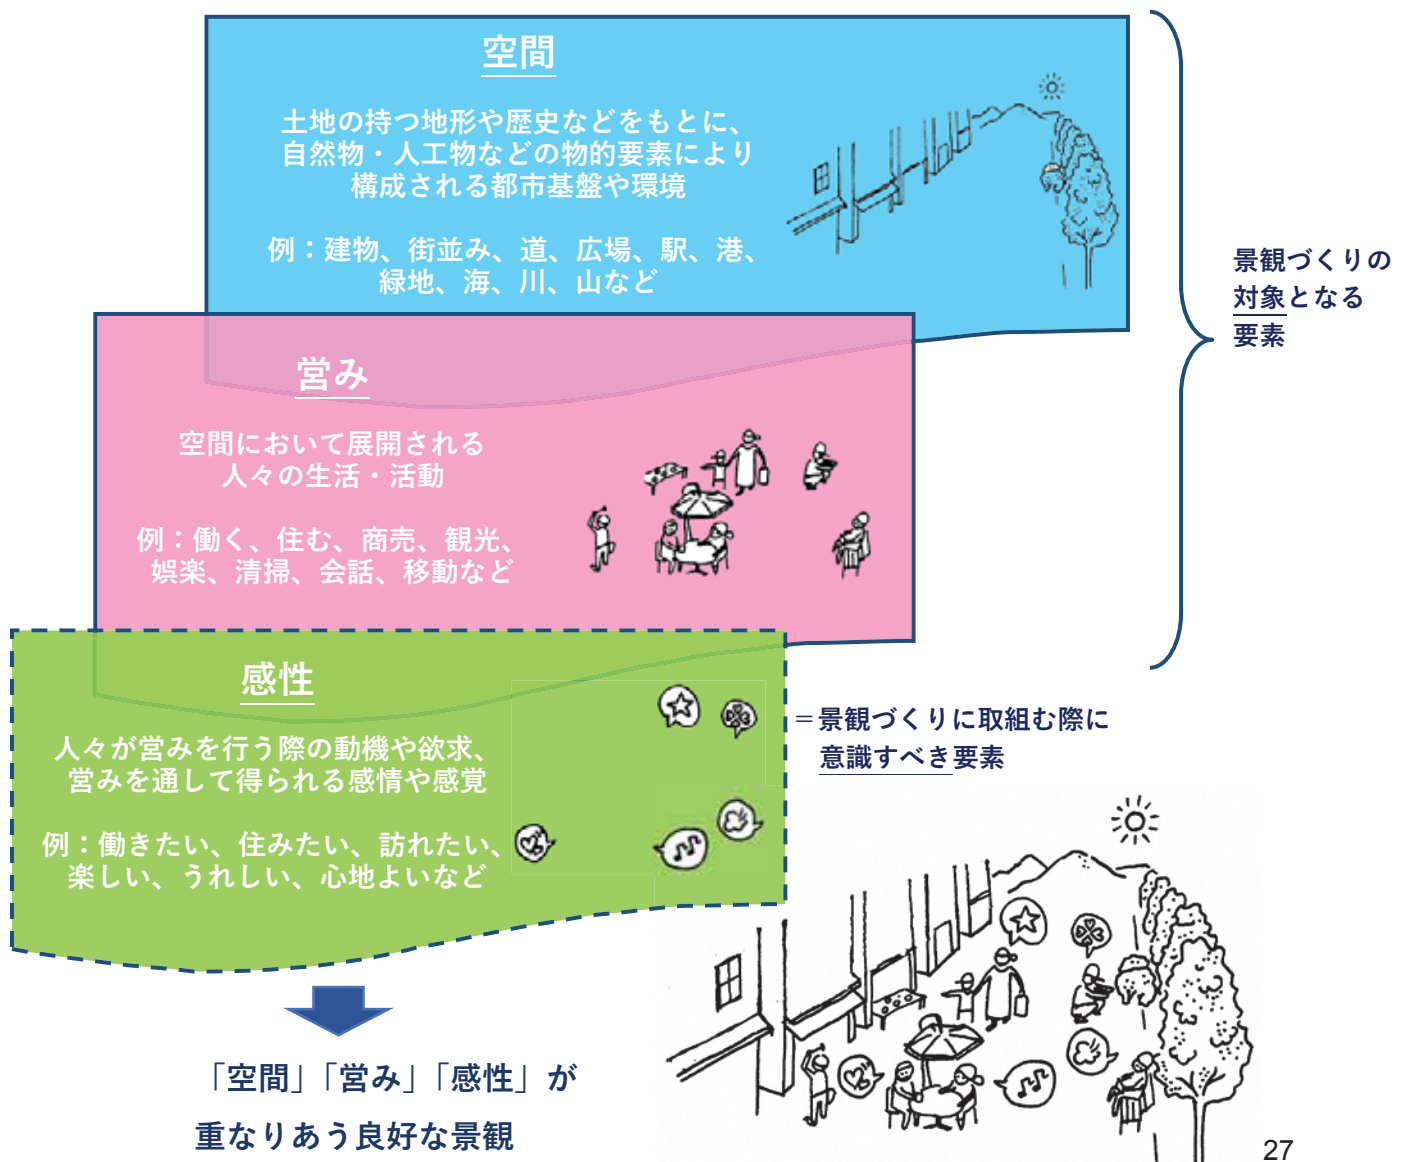 空間
土地の持つ地形や歴史などをもとに、
自然物・人工物などの物的要素により
構成される都市基盤や環境
例：建物、街並み、道、広場、駅、港、
緑地、海、川、山など
景観づくりの
対象となる
要素
営み
空間において展開される
人々の生活・活動
例：働く、住む、商売、観光、
娯楽、清掃、会話、移動など
感性
人々が営みを行う際の動機や欲求、
営みを通して得られる感情や感覚
例：働きたい、住みたい、訪れたい、
楽しい、うれしい、心地よいなど
＝景観づくりに取組む際に
意識すべき要素
「空間」「営み」「感性」が
重なりあう良好な景観
27